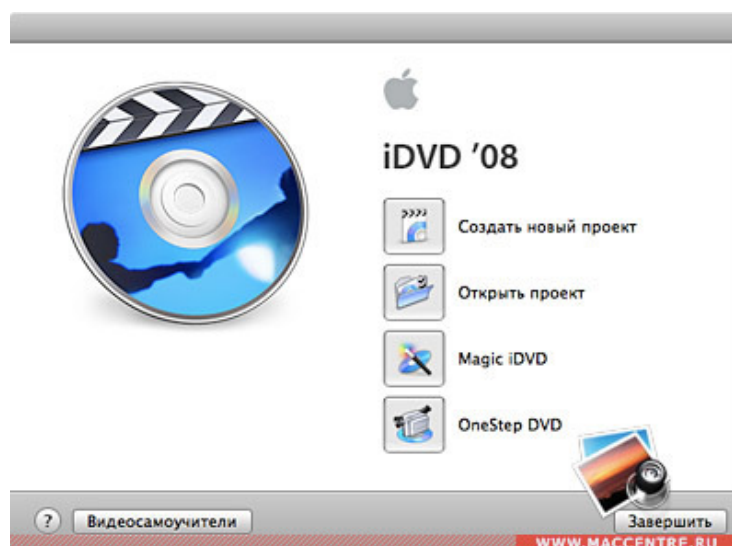 iDVD ’08
Создать новый проект
Открыть проект
Magic iDVD
OneStep DVD
? Видеосамоучители Завершить
WWW.MACCENTRE.RU